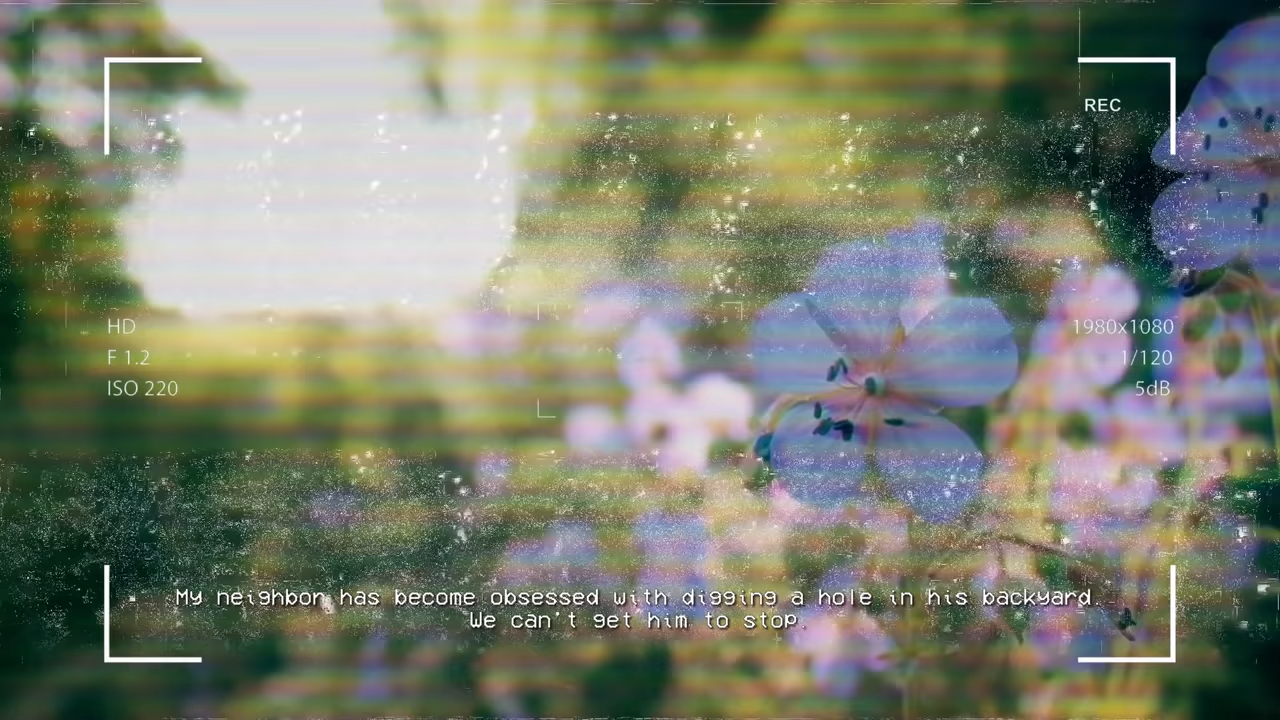 REC
HD
1980x1080
F 1.2
1/120
ISO 220
5dB
My neighbor has become obsessed with digging a hole in his backyard.
We can't get him to stop.